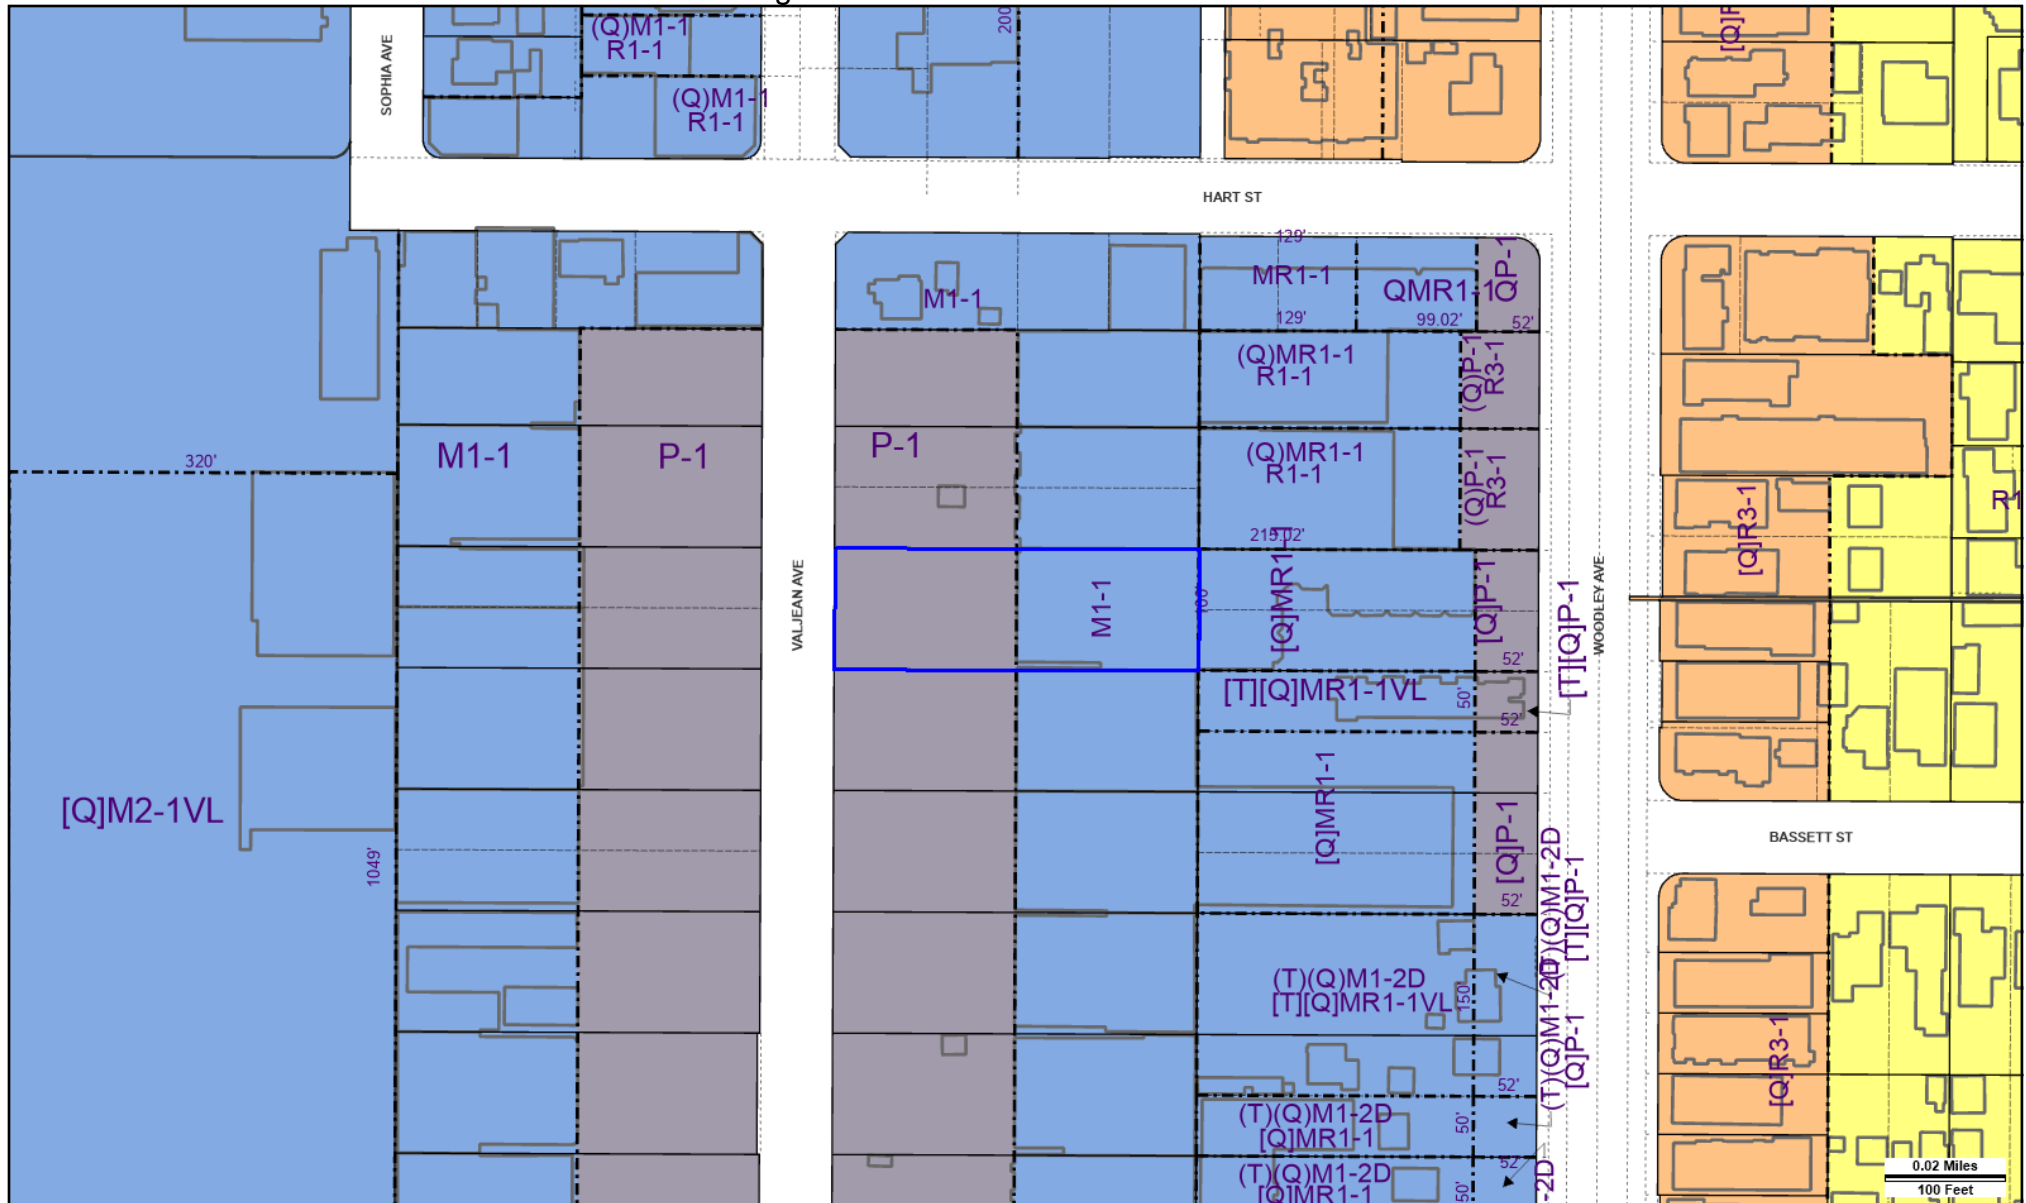 (Q)M1-1
R1-1
200
SOPHIA AVE
(Q)M1-1
R1-1
HART ST
129'
MR1-1
QMR1-1
QP-1
M1-1
129'
99.02'
52'
(Q)MR1-1
R1-1
(Q)P-1
R3-1
M1-1
P-1
P-1
320'
(Q)MR1-1
R1-1
(Q)P-1
R3-1
[Q]R3-1
R1
215.02'
VALJEAN AVE
M1-1
[Q]MR1-1
[Q]P-1
52'
[T][Q]P-1
WOODLEY AVE
[T][Q]MR1-1VL
50'
52'
[Q]M2-1VL
1049'
[Q]MR1-1
[Q]P-1
52'
BASSETT ST
(T)(Q)M1-2D
[T][Q]P-1
(T)(Q)M1-2D
[T][Q]MR1-1VL
150'
(T)(Q)M1-2D
[Q]P-1
[Q]R3-1
52'
(T)(Q)M1-2D
[Q]MR1-1
50'
52'
(T)(Q)M1-2D
[Q]MR1-1
50'
-2D
0.02 Miles
100 Feet